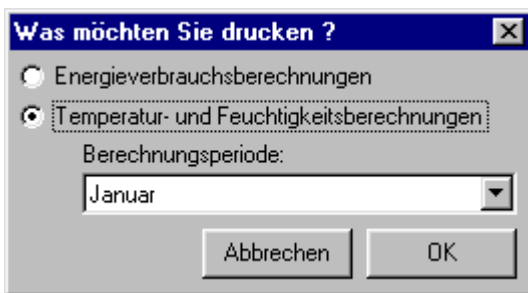 Was möchten Sie drucken ?
Energieverbrauchsberechnungen
Temperatur- und Feuchtigkeitsberechnungen
Berechnungsperiode:
Januar
Abbrechen OK